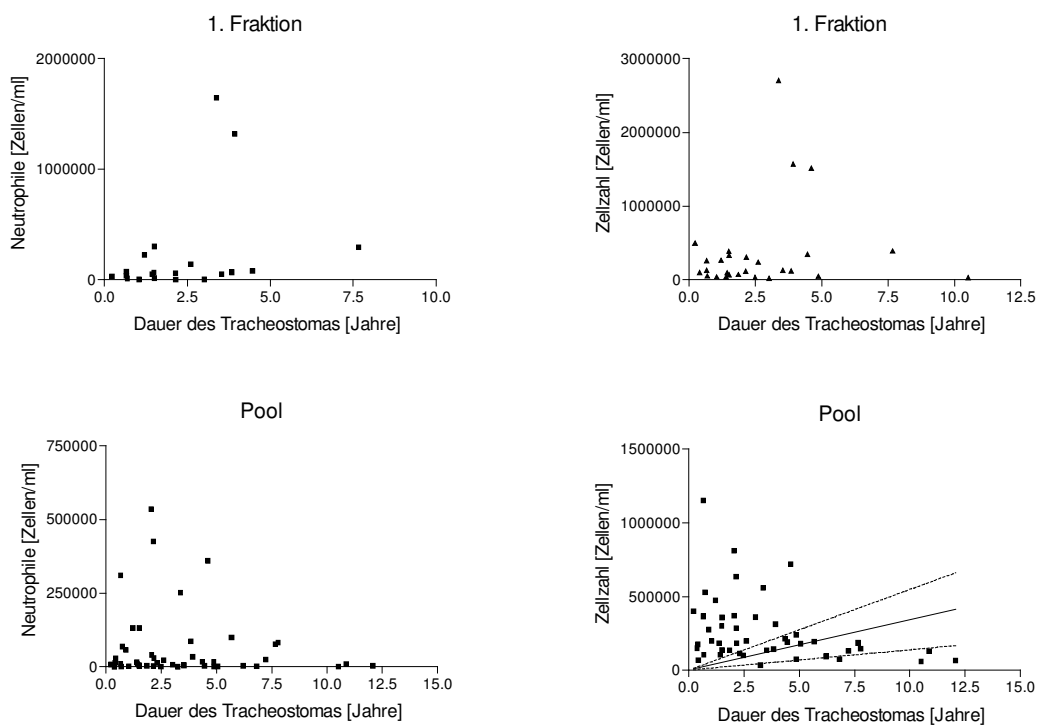 1. Fraktion
2000000
1000000
0
0.0 2.5 5.0 7.5 10.0
Neutrophile [Zellen/ml]
Dauer des Tracheostomas [Jahre]
1. Fraktion
3000000
2000000
1000000
0
0.0 2.5 5.0 7.5 10.0 12.5
Zellzahl [Zellen/ml]
Dauer des Tracheostomas [Jahre]
Pool
750000
500000
250000
0
0.0 2.5 5.0 7.5 10.0 12.5 15.0
Neutrophile [Zellen/ml]
Dauer des Tracheostomas [Jahre]
Pool
1500000
1000000
500000
0
0.0 2.5 5.0 7.5 10.0 12.5 15.0
Zellzahl [Zellen/ml]
Dauer des Tracheostomas [Jahre]